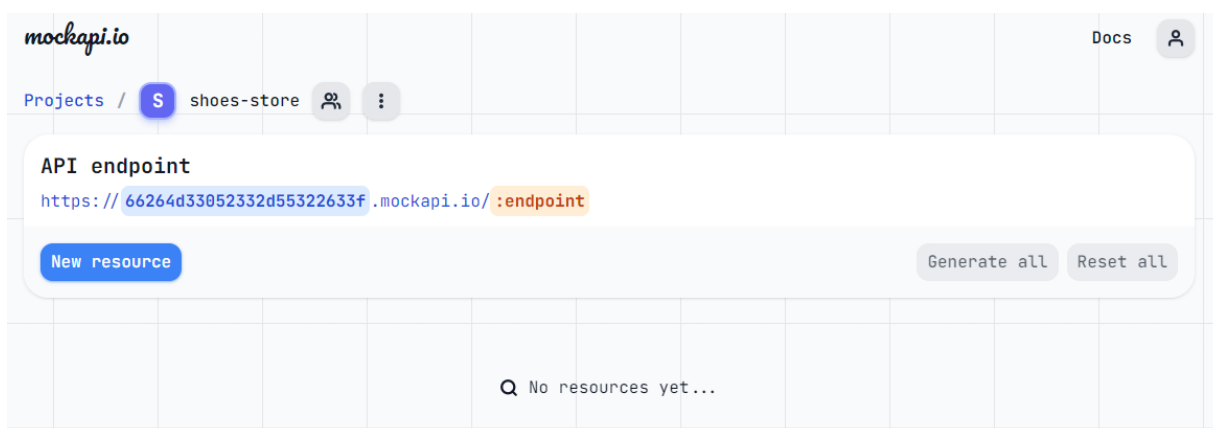 mockapi.io Docs
Projects / S shoes-store
API endpoint
https://66264d33052332d55322633f.mockapi.io/:endpoint
New resource Generate all Reset all
No resources yet...